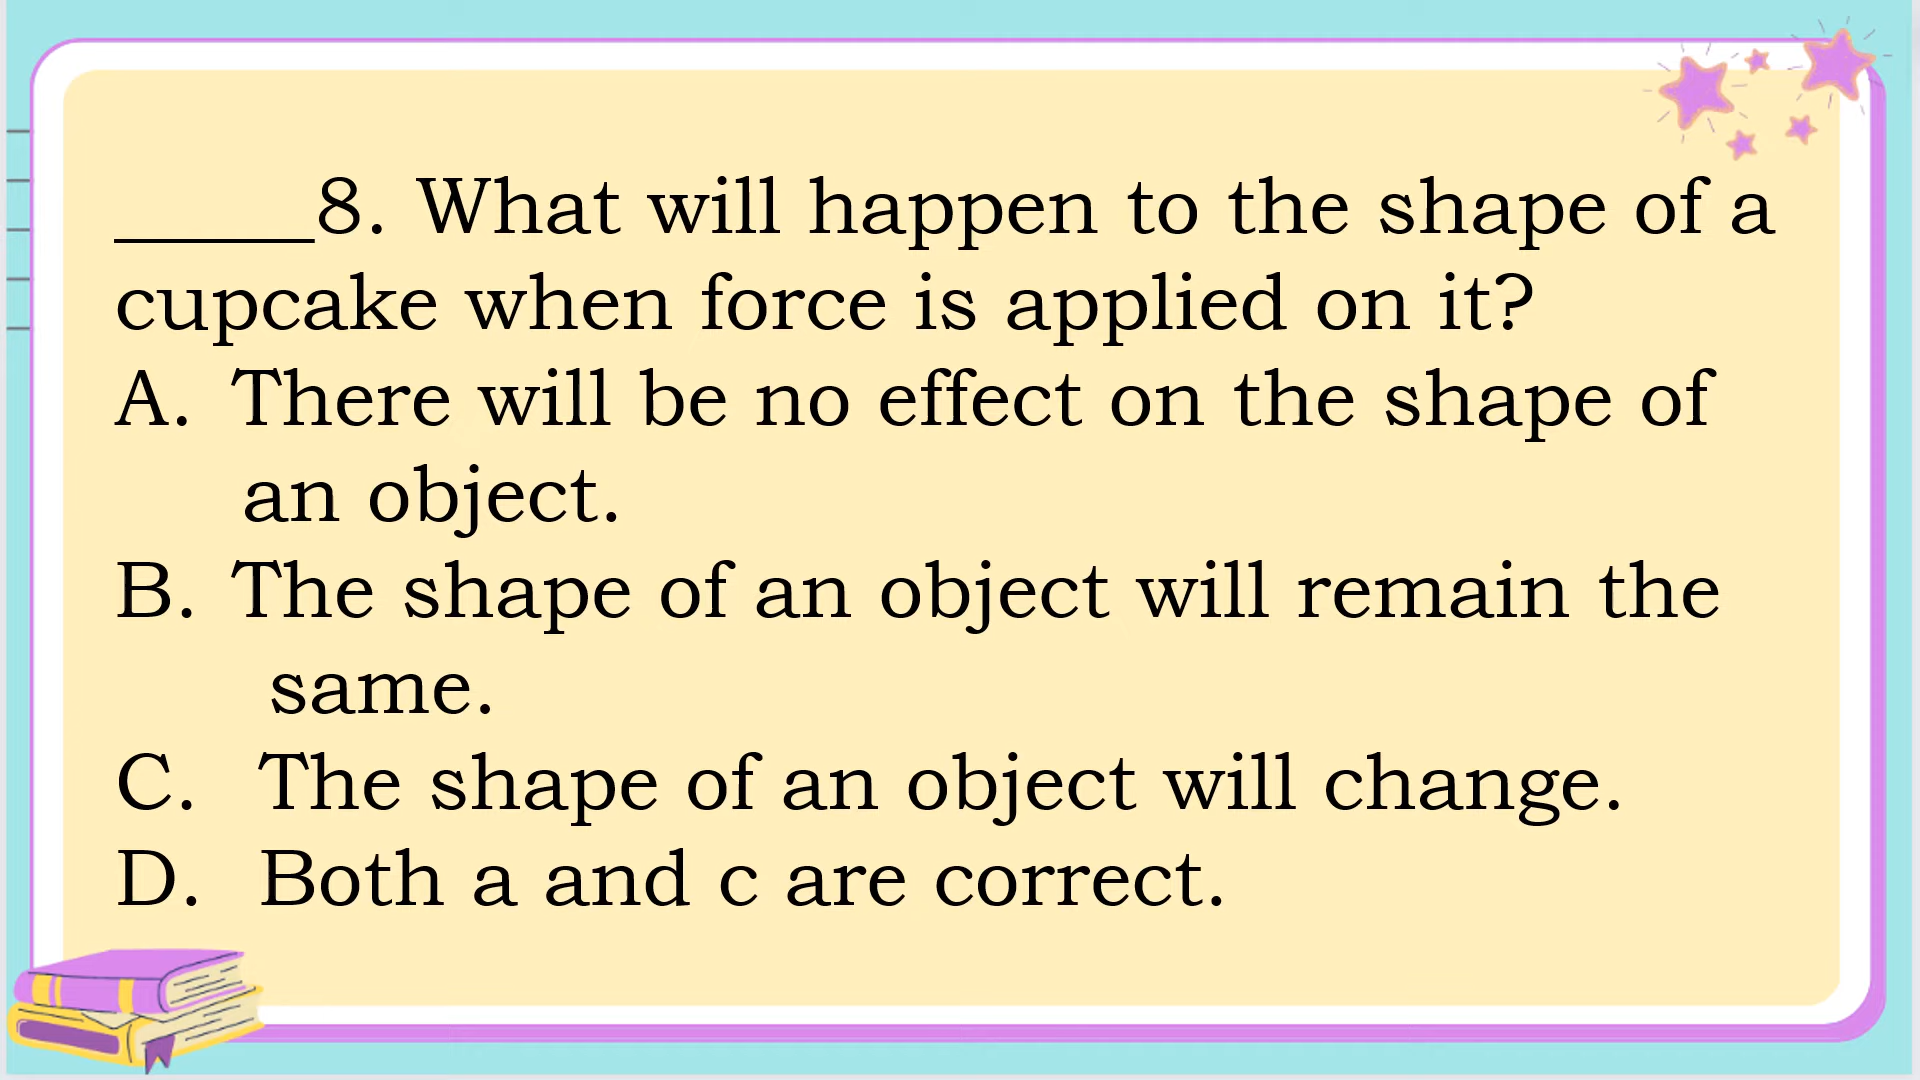 _____8. What will happen to the shape of a
cupcake when force is applied on it?
A. There will be no effect on the shape of
an object.
B. The shape of an object will remain the
same.
C. The shape of an object will change.
D. Both a and c are correct.